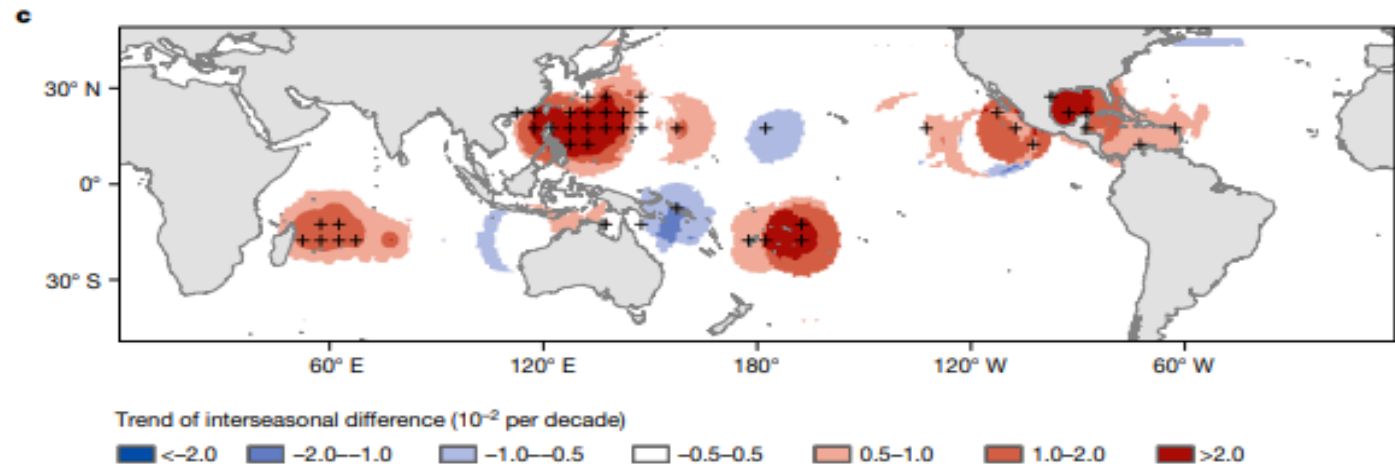 c
30° N
0°
30° S
60° E 120° E 180° 120° W 60° W
Trend of interseasonal difference (10⁻² per decade)
<–2.0 –2.0––1.0 –1.0––0.5 –0.5–0.5 0.5–1.0 1.0–2.0 >2.0